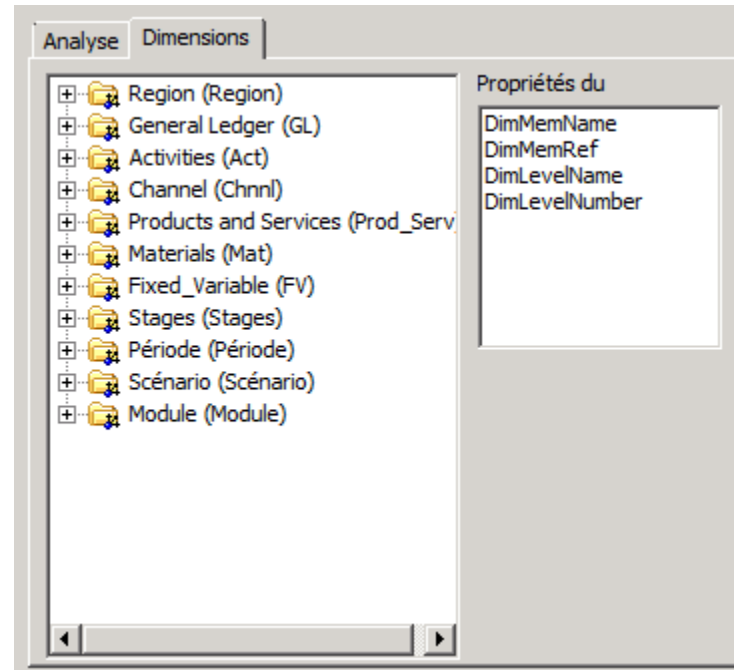 Analyse
Dimensions
Region (Region)
General Ledger (GL)
Activities (Act)
Channel (Chnnl)
Products and Services (Prod_Serv
Materials (Mat)
Fixed_Variable (FV)
Stages (Stages)
Période (Période)
Scénario (Scénario)
Module (Module)
Propriétés du
DimMemName
DimMemRef
DimLevelName
DimLevelNumber